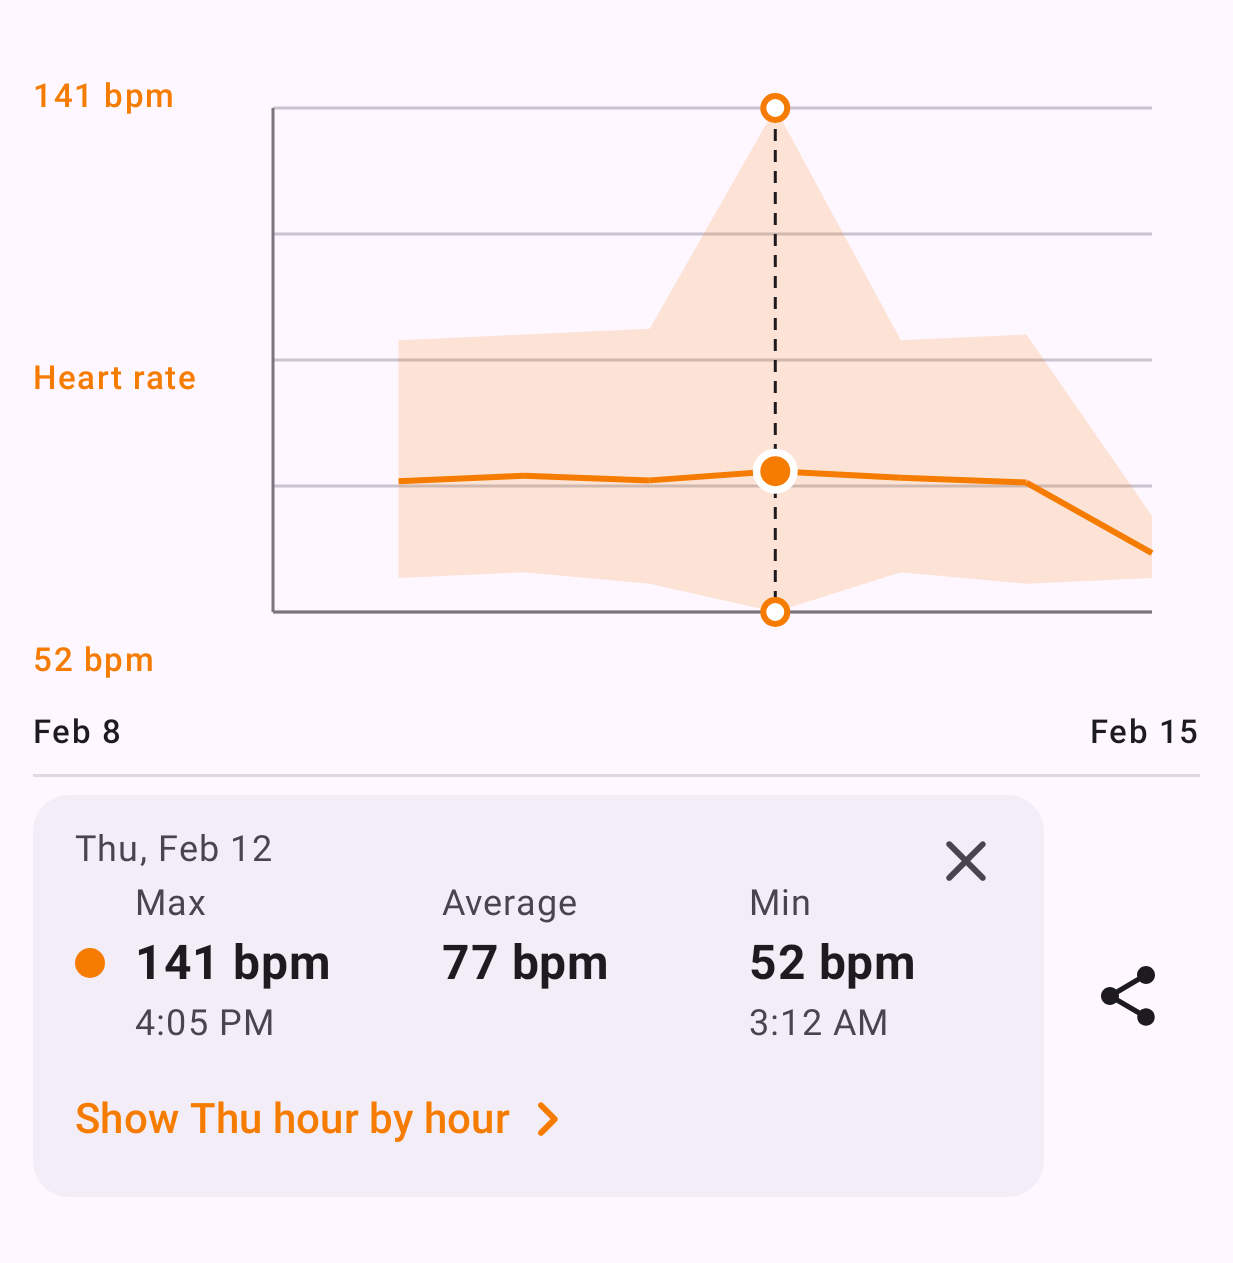 141 bpm
Heart rate
52 bpm
Feb 8 Feb 15
Thu, Feb 12
Max Average Min
141 bpm 77 bpm 52 bpm
4:05 PM 3:12 AM
Show Thu hour by hour